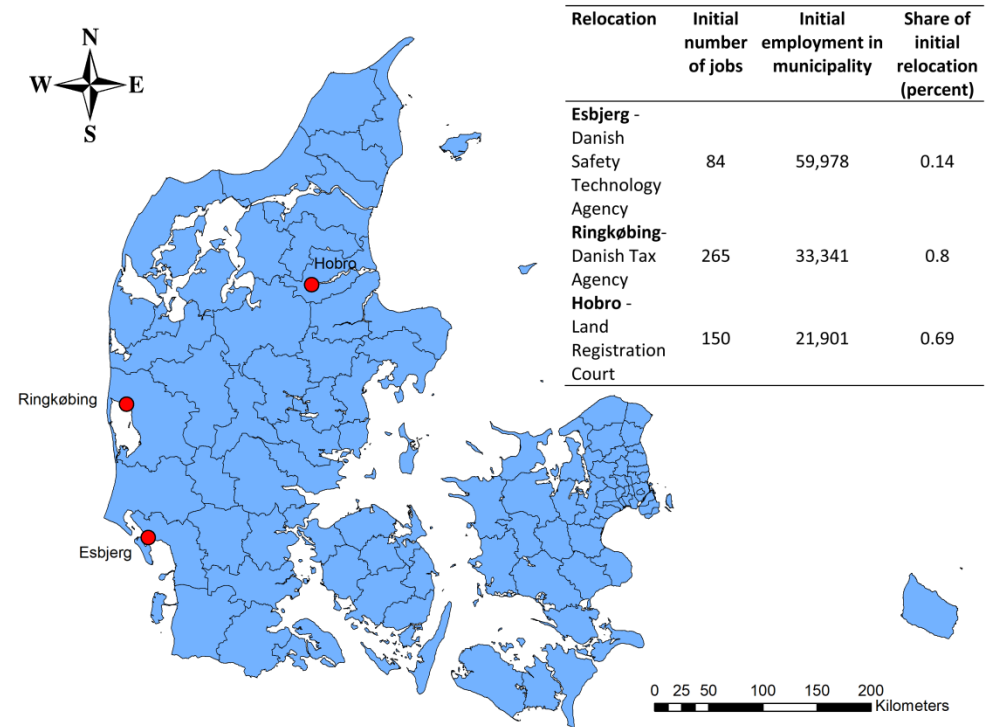 N
W E
S
Relocation Initial number of jobs Initial employment in municipality Share of initial relocation (percent)
Esbjerg - Danish Safety Technology Agency 84 59,978 0.14
Ringkøbing- Danish Tax Agency 265 33,341 0.8
Hobro - Land Registration Court 150 21,901 0.69
Hobro
Ringkøbing
Esbjerg
0 25 50 100 150 200
Kilometers